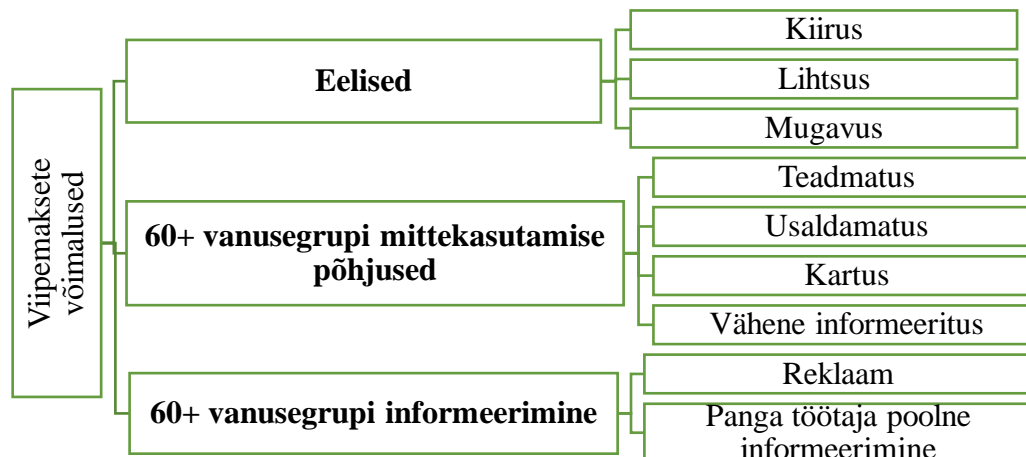 Viipemaksete
võimalused
Eelised
Kiirus
Lihtsus
Mugavus
60+ vanusegrupi mittekasutamise
põhjused
Teadmatus
Usaldamatus
Kartus
Vähene informeeritus
60+ vanusegrupi informeerimine
Reklaam
Panga töötaja poolne
informeerimine